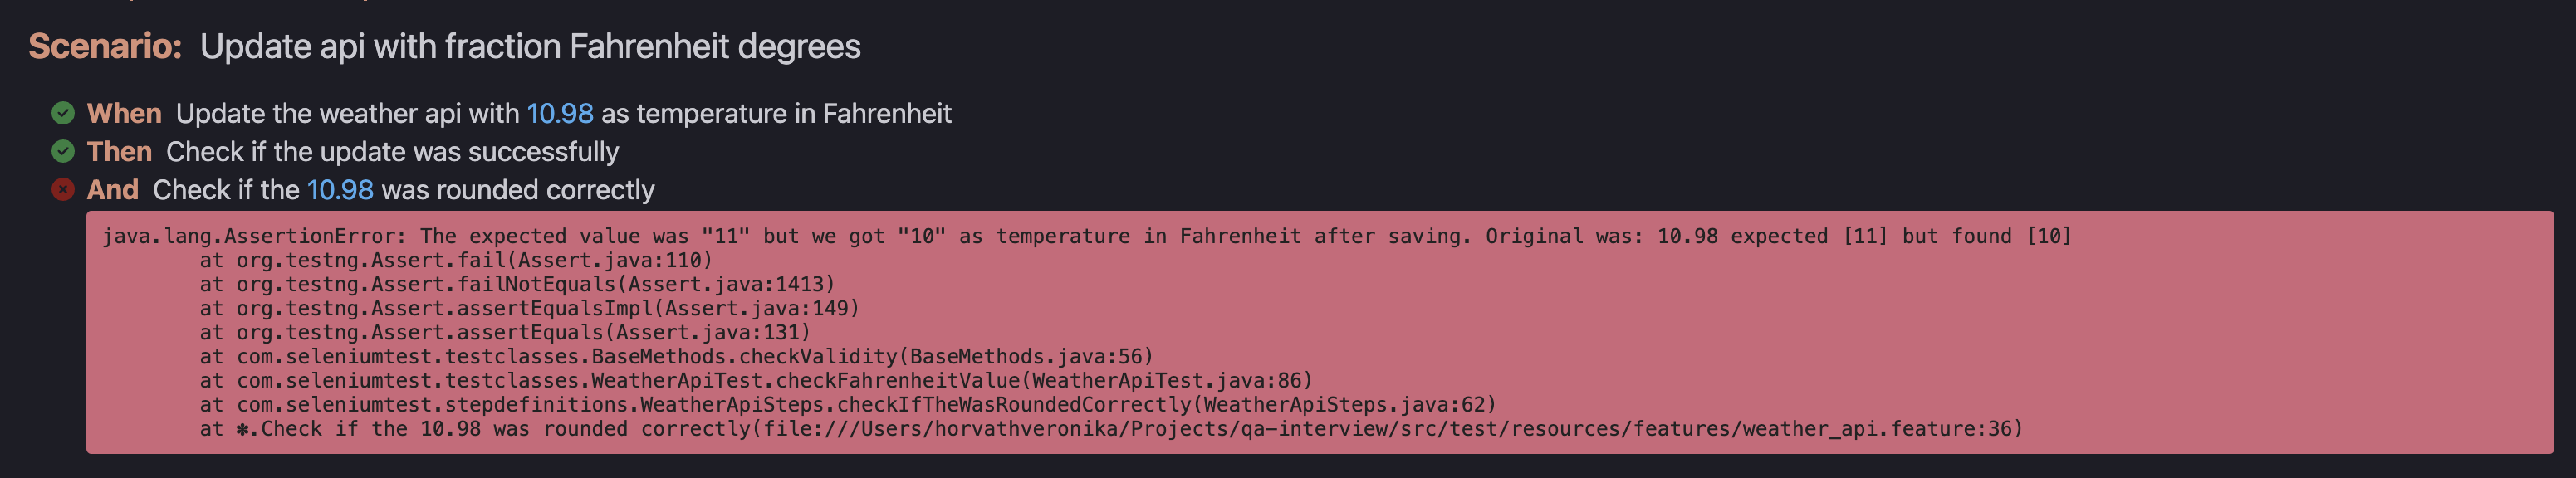 Scenario: Update api with fraction Fahrenheit degrees
When Update the weather api with 10.98 as temperature in Fahrenheit
Then Check if the update was successfully
And Check if the 10.98 was rounded correctly
java.lang.AssertionError: The expected value was "11" but we got "10" as temperature in Fahrenheit after saving. Original was: 10.98 expected [11] but found [10]
at org.testng.Assert.fail(Assert.java:110)
at org.testng.Assert.failNotEquals(Assert.java:1413)
at org.testng.Assert.assertEqualsImpl(Assert.java:149)
at org.testng.Assert.assertEquals(Assert.java:131)
at com.seleniumtest.testclasses.BaseMethods.checkValidity(BaseMethods.java:56)
at com.seleniumtest.testclasses.WeatherApiTest.checkFahrenheitValue(WeatherApiTest.java:86)
at com.seleniumtest.stepdefinitions.WeatherApiSteps.checkIfTheWasRoundedCorrectly(WeatherApiSteps.java:62)
at ✽.Check if the 10.98 was rounded correctly(file:///Users/horvathveronika/Projects/qa-interview/src/test/resources/features/weather_api.feature:36)